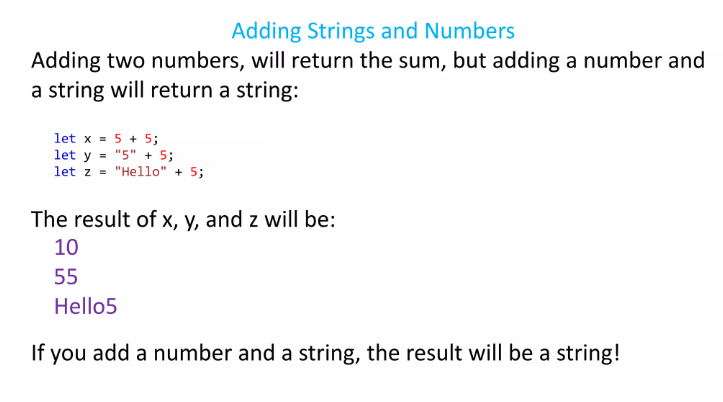 Adding Strings and Numbers
Adding two numbers, will return the sum, but adding a number and
a string will return a string:
let x = 5 + 5;
let y = "5" + 5;
let z = "Hello" + 5;
The result of x, y, and z will be:
10
55
Hello5
If you add a number and a string, the result will be a string!